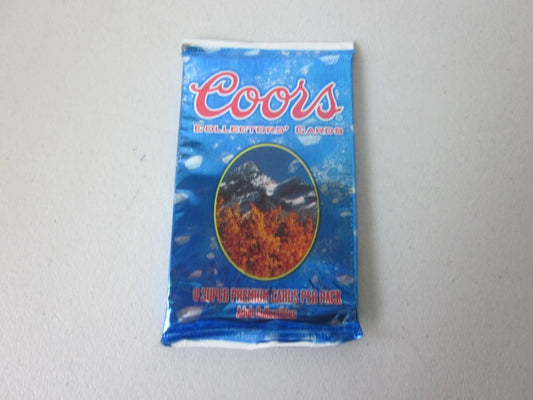 Coors
COLLECTORS' CARDS
8 SUPER PREMIUM CARDS PER PACK